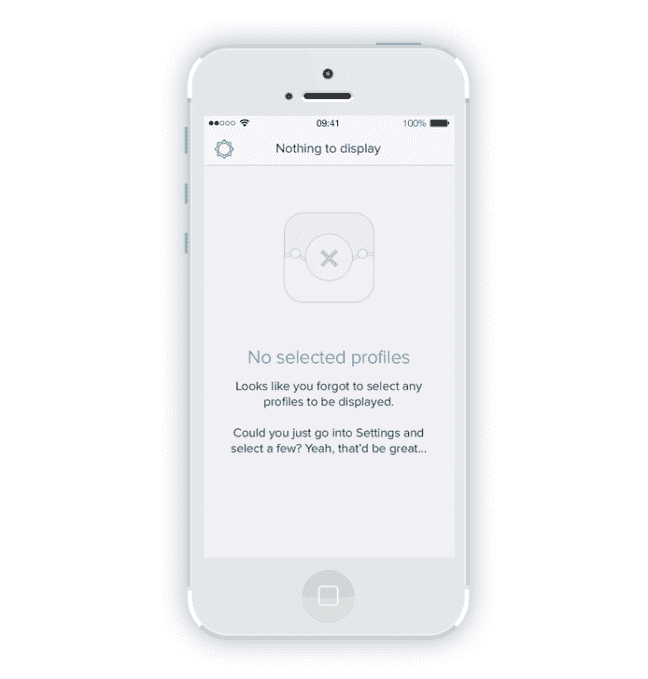 09:41
100%
Nothing to display
No selected profiles
Looks like you forgot to select any
profiles to be displayed.
Could you just go into Settings and
select a few? Yeah, that'd be great...